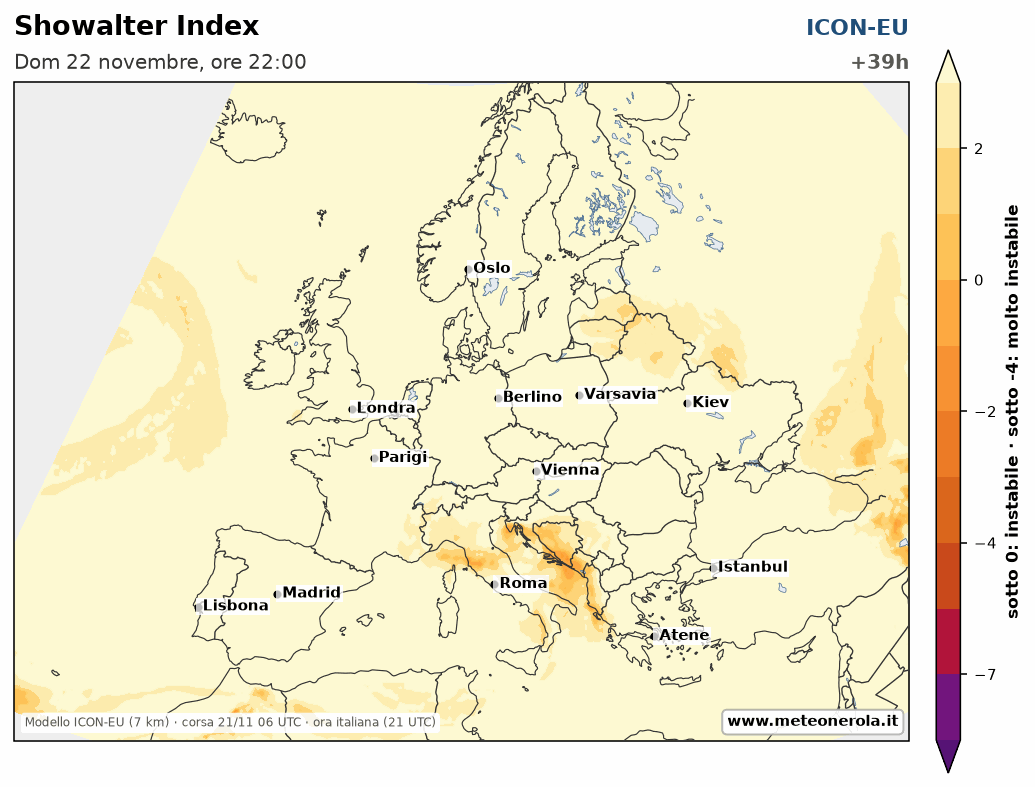 Showalter Index
ICON-EU
Dom 22 novembre, ore 22:00
+39h
Oslo
Londra
Berlino
Varsavia
Kiev
Parigi
Vienna
Istanbul
Roma
Madrid
Lisbona
Atene
Modello ICON-EU (7 km) · corsa 21/11 06 UTC · ora italiana (21 UTC)
www.meteonerola.it
2
0
−2
−4
−7
sotto 0: instabile · sotto -4: molto instabile